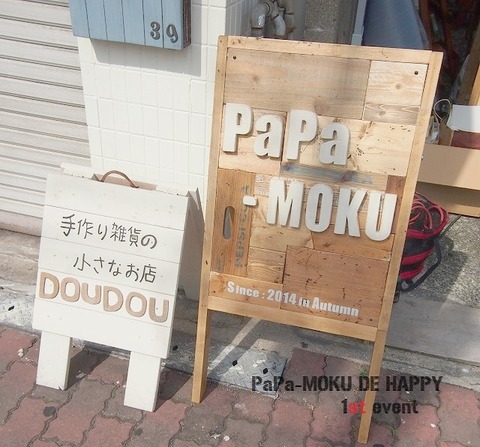 39
手作り雑貨の
小さなお店
DOUDOU
PaPa
-MOKU
Since : 2014 Autumn
PaPa-MOKU DE HAPPY
1st event